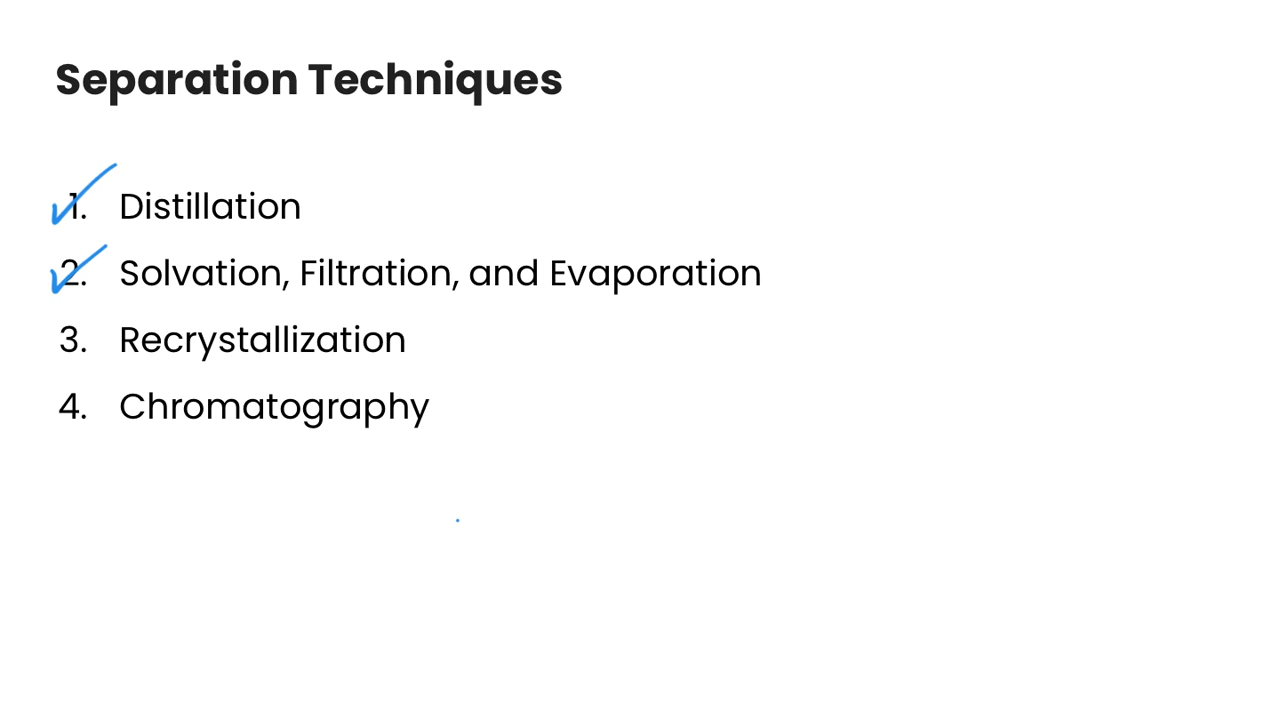 Separation Techniques
1. Distillation
2. Solvation, Filtration, and Evaporation
3. Recrystallization
4. Chromatography